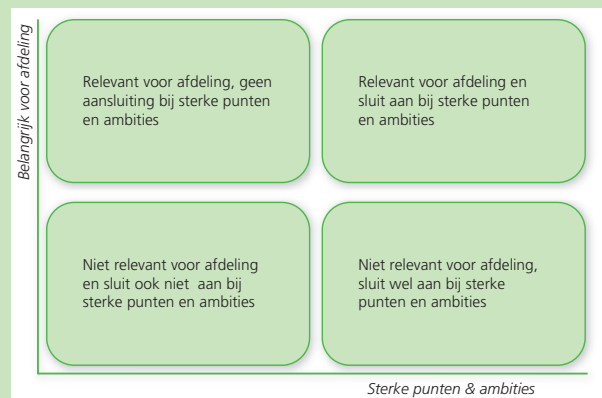 Belangrijk voor afdeling
Relevant voor afdeling, geen
aansluiting bij sterke punten
en ambities
Relevant voor afdeling en
sluit aan bij sterke punten
en ambities
Niet relevant voor afdeling
en sluit ook niet aan bij
sterke punten en ambities
Niet relevant voor afdeling,
sluit wel aan bij sterke
punten en ambities
Sterke punten & ambities